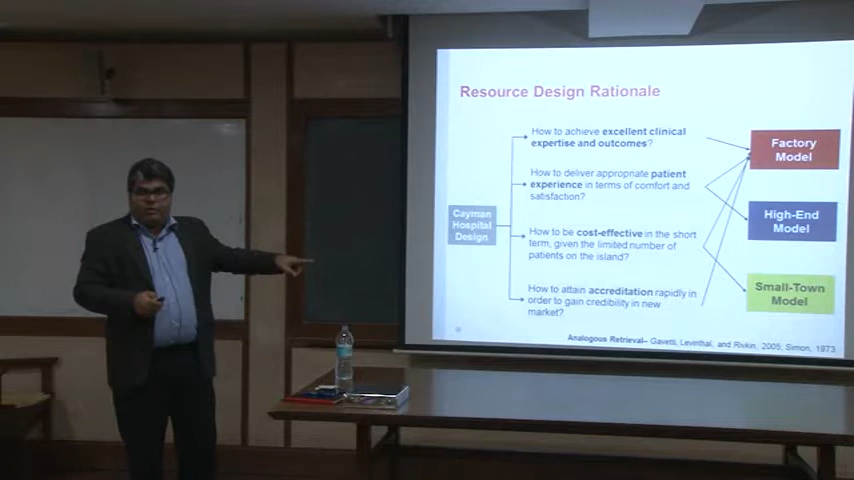 Resource Design Rationale
How to achieve excellent clinical
expertise and outcomes?
How to deliver appropriate patient
experience in terms of comfort and
satisfaction?
Cayman
Hospital
Design
How to be cost-effective in the short
term, given the limited number of
patients on the island?
How to attain accreditation rapidly in
order to gain credibility in new
market?
Factory
Model
High-End
Model
Small-Town
Model
Analogous Retrieval– Gavetti, Levinthal, and Rivkin, 2005; Simon, 1973